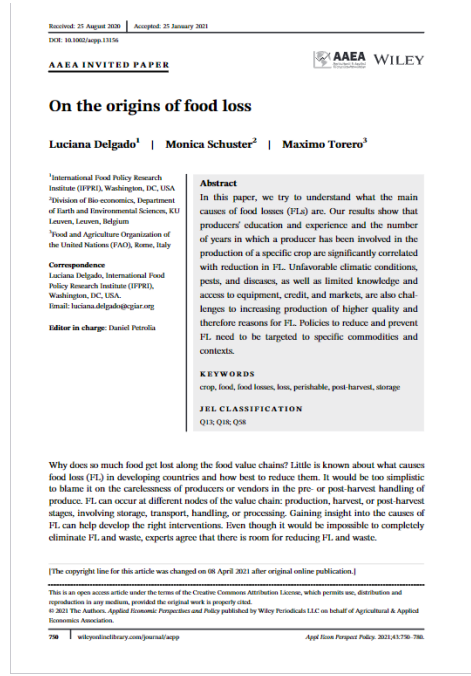 Received: 25 August 2020 | Accepted: 25 January 2021
DOI: 10.1002/aepp.13156
AAEA INVITED PAPER
AAEA WILEY
On the origins of food loss
Luciana Delgado1 | Monica Schuster2 | Maximo Torero3
1International Food Policy Research
Institute (IFPRI), Washington, DC, USA
2Division of Bio-economics, Department
of Earth and Environmental Sciences, KU
Leuven, Leuven, Belgium
3Food and Agriculture Organization of
the United Nations (FAO), Rome, Italy
Correspondence
Luciana Delgado, International Food
Policy Research Institute (IFPRI),
Washington, DC, USA.
Email: luciana.delgado@cgiar.org
Editor in charge: Daniel Petrolia
Abstract
In this paper, we try to understand what the main
causes of food losses (FLs) are. Our results show that
producers' education and experience and the number
of years in which a producer has been involved in the
production of a specific crop are significantly correlated
with reduction in FL. Unfavorable climatic conditions,
pests, and diseases, as well as limited knowledge and
access to equipment, credit, and markets, are also chal-
lenges to increasing production of higher quality and
therefore reasons for FL. Policies to reduce and prevent
FL need to be targeted to specific commodities and
contexts.
KEYWORDS
crop, food, food losses, loss, perishable, post-harvest, storage
JEL CLASSIFICATION
Q13; Q18; Q58
Why does so much food get lost along the food value chains? Little is known about what causes
food loss (FL) in developing countries and how best to reduce them. It would be too simplistic
to blame it on the carelessness of producers or vendors in the pre- or post-harvest handling of
produce. FL can occur at different nodes of the value chain: production, harvest, or post-harvest
stages, involving storage, transport, handling, or processing. Gaining insight into the causes of
FL can help develop the right interventions. Even though it would be impossible to completely
eliminate FL and waste, experts agree that there is room for reducing FL and waste.
[The copyright line for this article was changed on 08 April 2021 after original online publication.]
This is an open access article under the terms of the Creative Commons Attribution License, which permits use, distribution and
reproduction in any medium, provided the original work is properly cited.
© 2021 The Authors. Applied Economic Perspectives and Policy published by Wiley Periodicals LLC on behalf of Agricultural & Applied
Economics Association.
750 | wileyonlinelibrary.com/journal/aepp Appl Econ Perspect Policy. 2021;43:750–780.